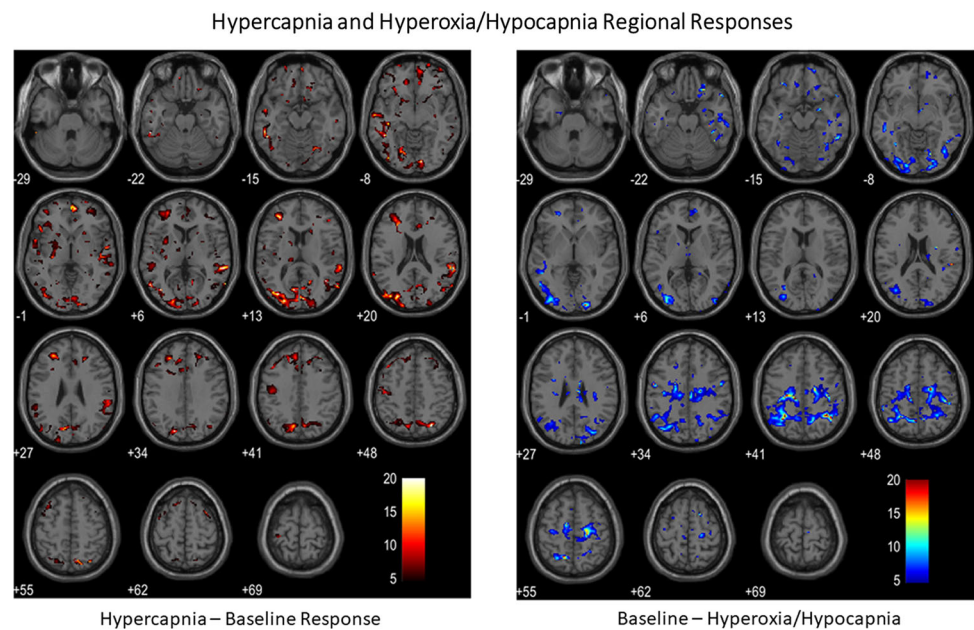 Hypercapnia and Hyperoxia/Hypocapnia Regional Responses
-29 -22 -15 -8
-1 +6 +13 +20
+27 +34 +41 +48
20
15
10
5
+55 +62 +69
Hypercapnia – Baseline Response
-29 -22 -15 -8
-1 +6 +13 +20
+27 +34 +41 +48
20
15
10
5
+55 +62 +69
Baseline – Hyperoxia/Hypocapnia